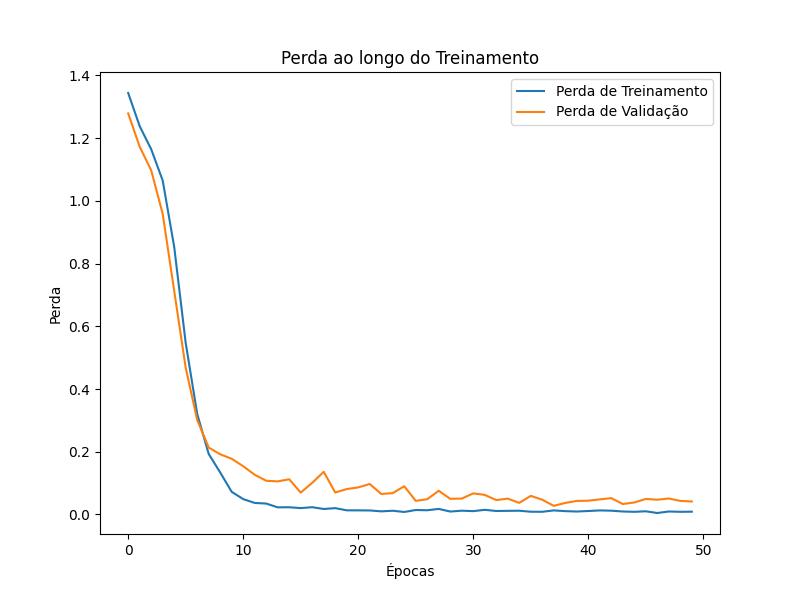 Perda ao longo do Treinamento
Perda de Treinamento
Perda de Validação
1.4
1.2
1.0
0.8
0.6
0.4
0.2
0.0
Perda
0
10
20
30
40
50
Épocas